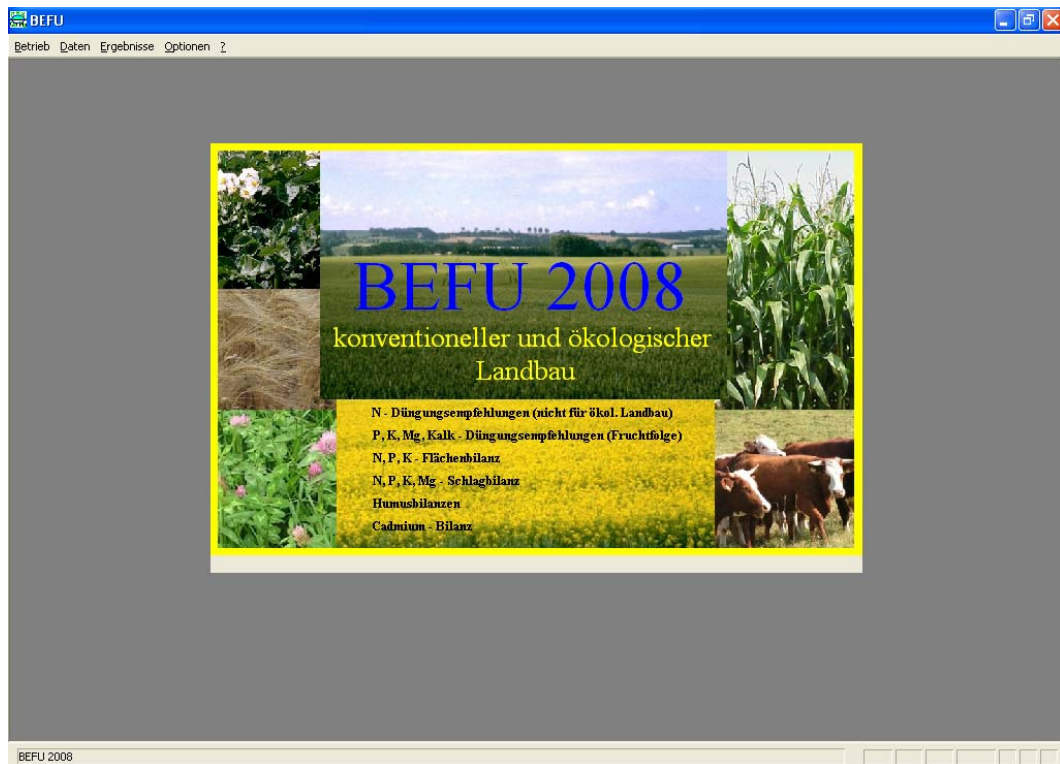 BEFU
Betrieb Daten Ergebnisse Optionen ?
BEFU 2008
konventioneller und ökologischer
Landbau
N - Düngungsempfehlungen (nicht für ökol. Landbau)
P, K, Mg, Kalk - Düngungsempfehlungen (Fruchtfolge)
N, P, K - Flächenbilanz
N, P, K, Mg - Schlagbilanz
Humusbilanzen
Cadmium - Bilanz
BEFU 2008